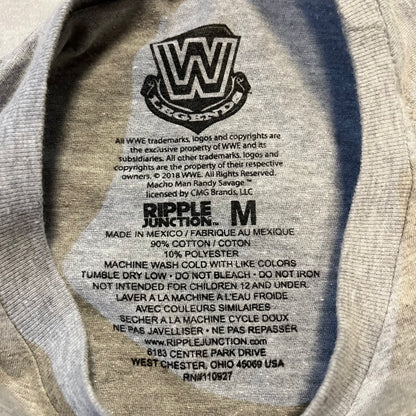 W
LEGENDS
All WWE trademarks, logos and copyrights are
the exclusive property of WWE and its
subsidiaries. All other trademarks, logos and
copyrights are the property of their respective
owners. © 2018 WWE. All Rights Reserved.
Macho Man Randy Savage™
licensed by CMG Brands, LLC
RIPPLE
JUNCTION™ M
MADE IN MEXICO / FABRIQUE AU MEXIQUE
90% COTTON / COTON
10% POLYESTER
MACHINE WASH COLD WITH LIKE COLORS
TUMBLE DRY LOW • DO NOT BLEACH • DO NOT IRON
NOT INTENDED FOR CHILDREN 12 AND UNDER.
LAVER A LA MACHINE A L'EAU FROIDE
AVEC COULEURS SIMILAIRES
SECHER A LA MACHINE CYCLE DOUX
NE PAS JAVELLISER • NE PAS REPASSER
www.RIPPLEJUNCTION.com
6183 CENTRE PARK DRIVE
WEST CHESTER, OHIO 45069 USA
RN#110927